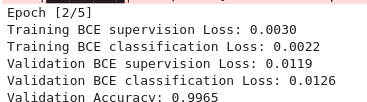 Epoch [2/5]
Training BCE supervision Loss: 0.0030
Training BCE classification Loss: 0.0022
Validation BCE supervision Loss: 0.0119
Validation BCE classification Loss: 0.0126
Validation Accuracy: 0.9965